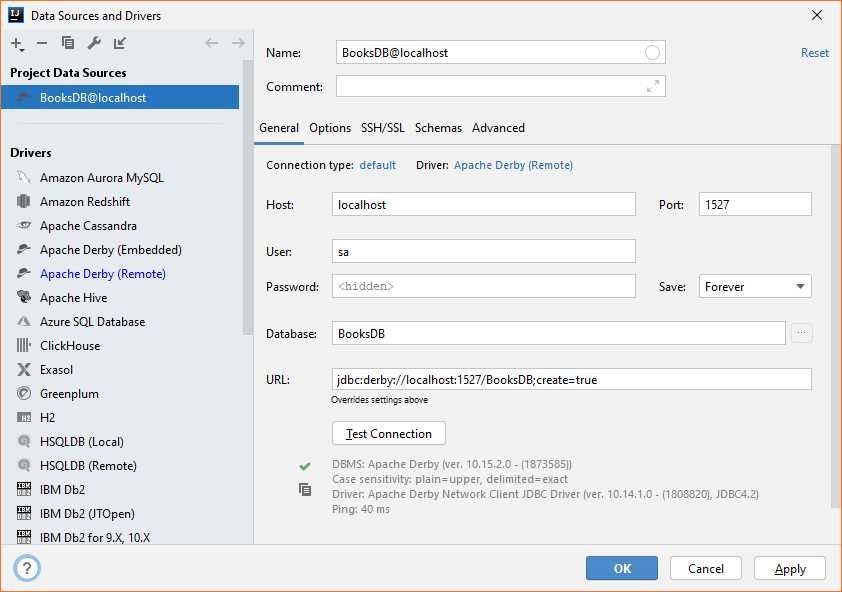 Data Sources and Drivers
Project Data Sources
BooksDB@localhost
Drivers
Amazon Aurora MySQL
Amazon Redshift
Apache Cassandra
Apache Derby (Embedded)
Apache Derby (Remote)
Apache Hive
Azure SQL Database
ClickHouse
Exasol
Greenplum
H2
HSQLDB (Local)
HSQLDB (Remote)
IBM Db2
IBM Db2 (JTOpen)
IBM Db2 for 9.X, 10.X
Name: BooksDB@localhost Reset
Comment:
General Options SSH/SSL Schemas Advanced
Connection type: default Driver: Apache Derby (Remote)
Host: localhost Port: 1527
User: sa
Password: <hidden> Save: Forever
Database: BooksDB ...
URL: jdbc:derby://localhost:1527/BooksDB;create=true
Overrides settings above
Test Connection
DBMS: Apache Derby (ver. 10.15.2.0 - (1873585))
Case sensitivity: plain=upper, delimited=exact
Driver: Apache Derby Network Client JDBC Driver (ver. 10.14.1.0 - (1808820), JDBC4.2)
Ping: 40 ms
? OK Cancel Apply